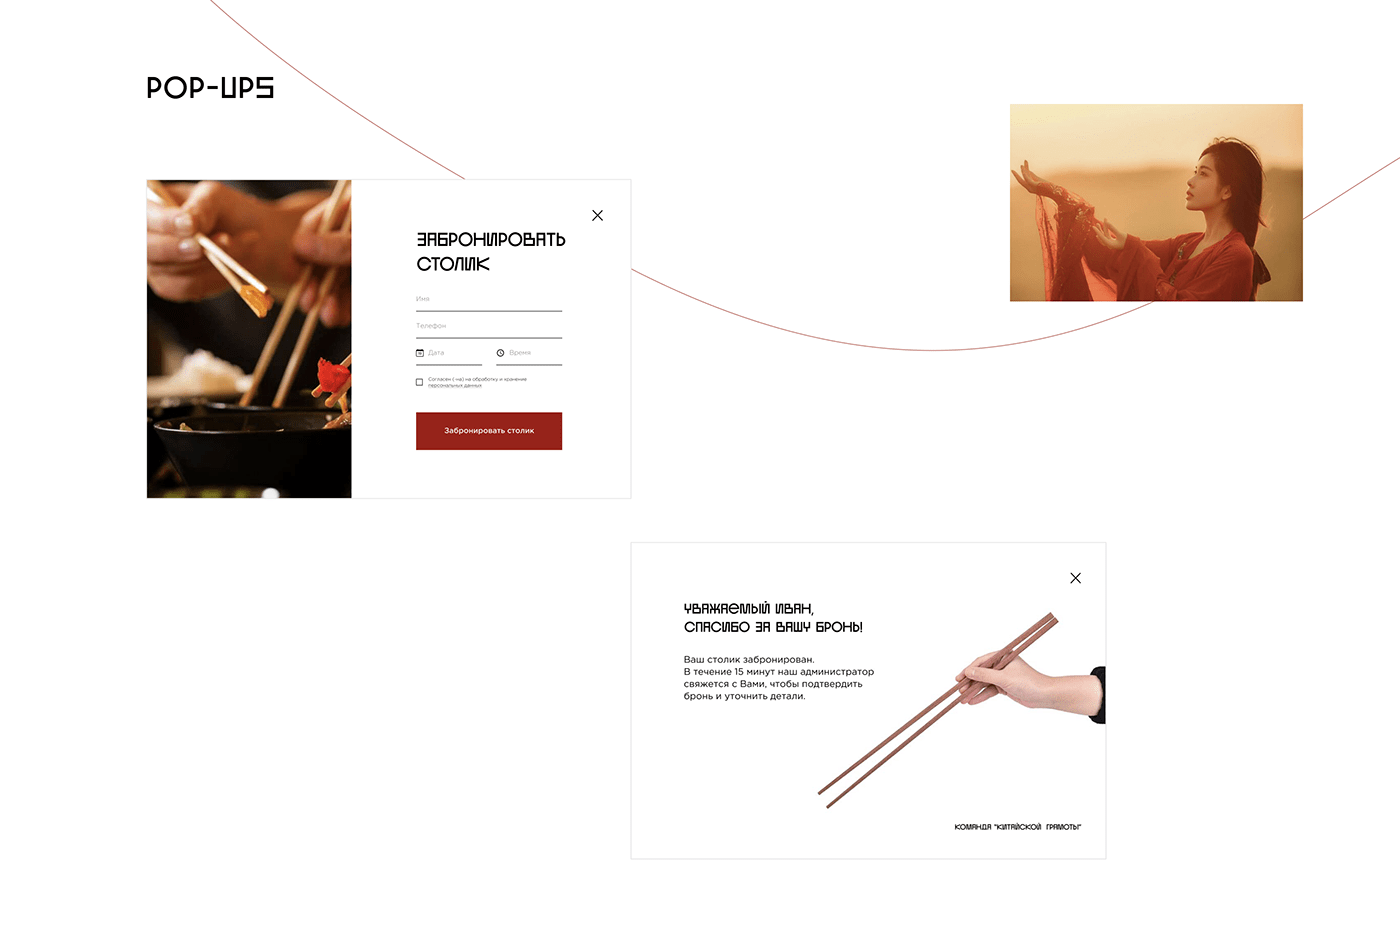 POP-UPS
ЗАБРОНИРОВАТЬ
СТОЛИК
Имя
Телефон
Дата
Время
Согласен (-на) на обработку и хранение
персональных данных
Забронировать столик
УВАЖАЕМЫЙ ИВАН,
СПАСИБО ЗА ВАШУ БРОНЬ!
Ваш столик забронирован.
В течение 15 минут наш администратор
свяжется с Вами, чтобы подтвердить
бронь и уточнить детали.
КОМАНДА "КИТАЙСКОЙ ГРАМОТЫ"